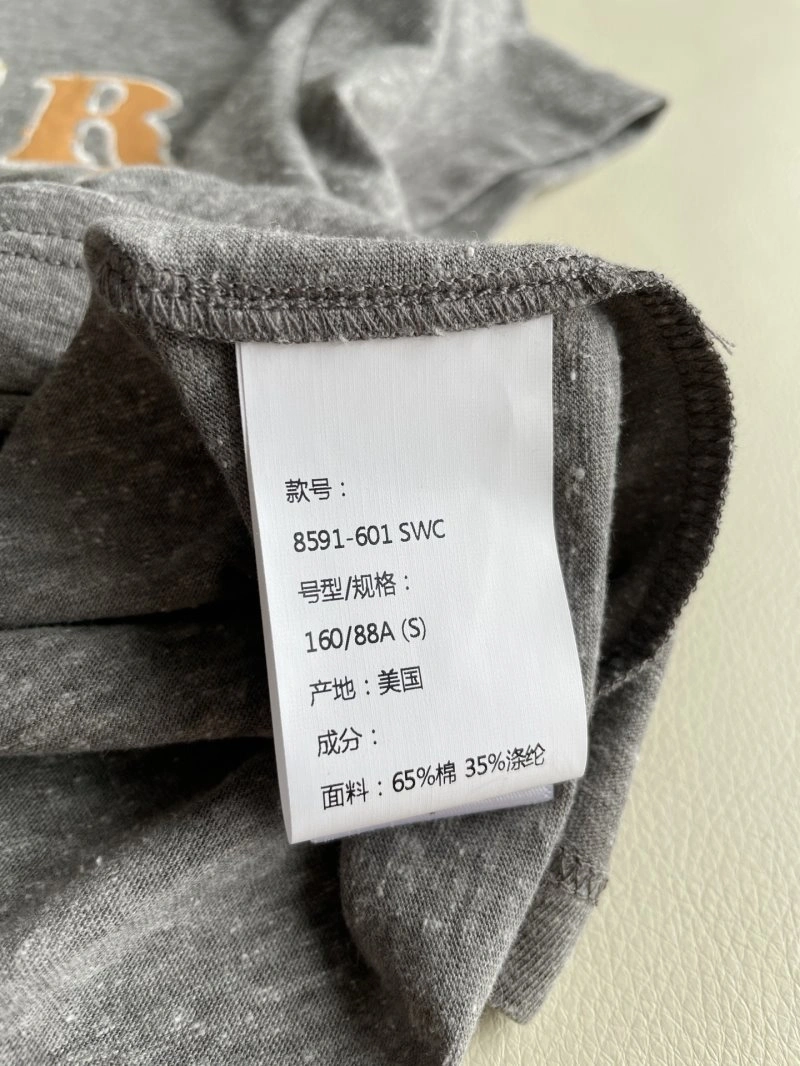 R
款号：
8591-601 SWC
号型/规格：
160/88A (S)
产地：美国
成分：
面料：65%棉 35%涤纶